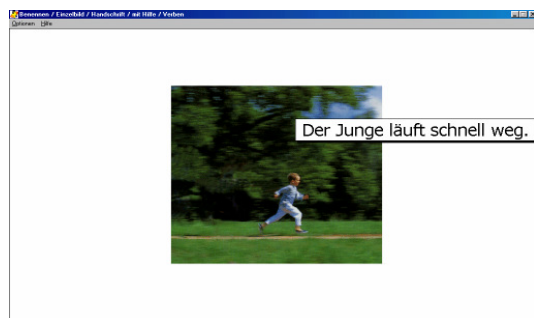 Benennen / Einzelbild / Handschrift / mit Hilfe / Verben
Optionen Hilfe
Der Junge läuft schnell weg.